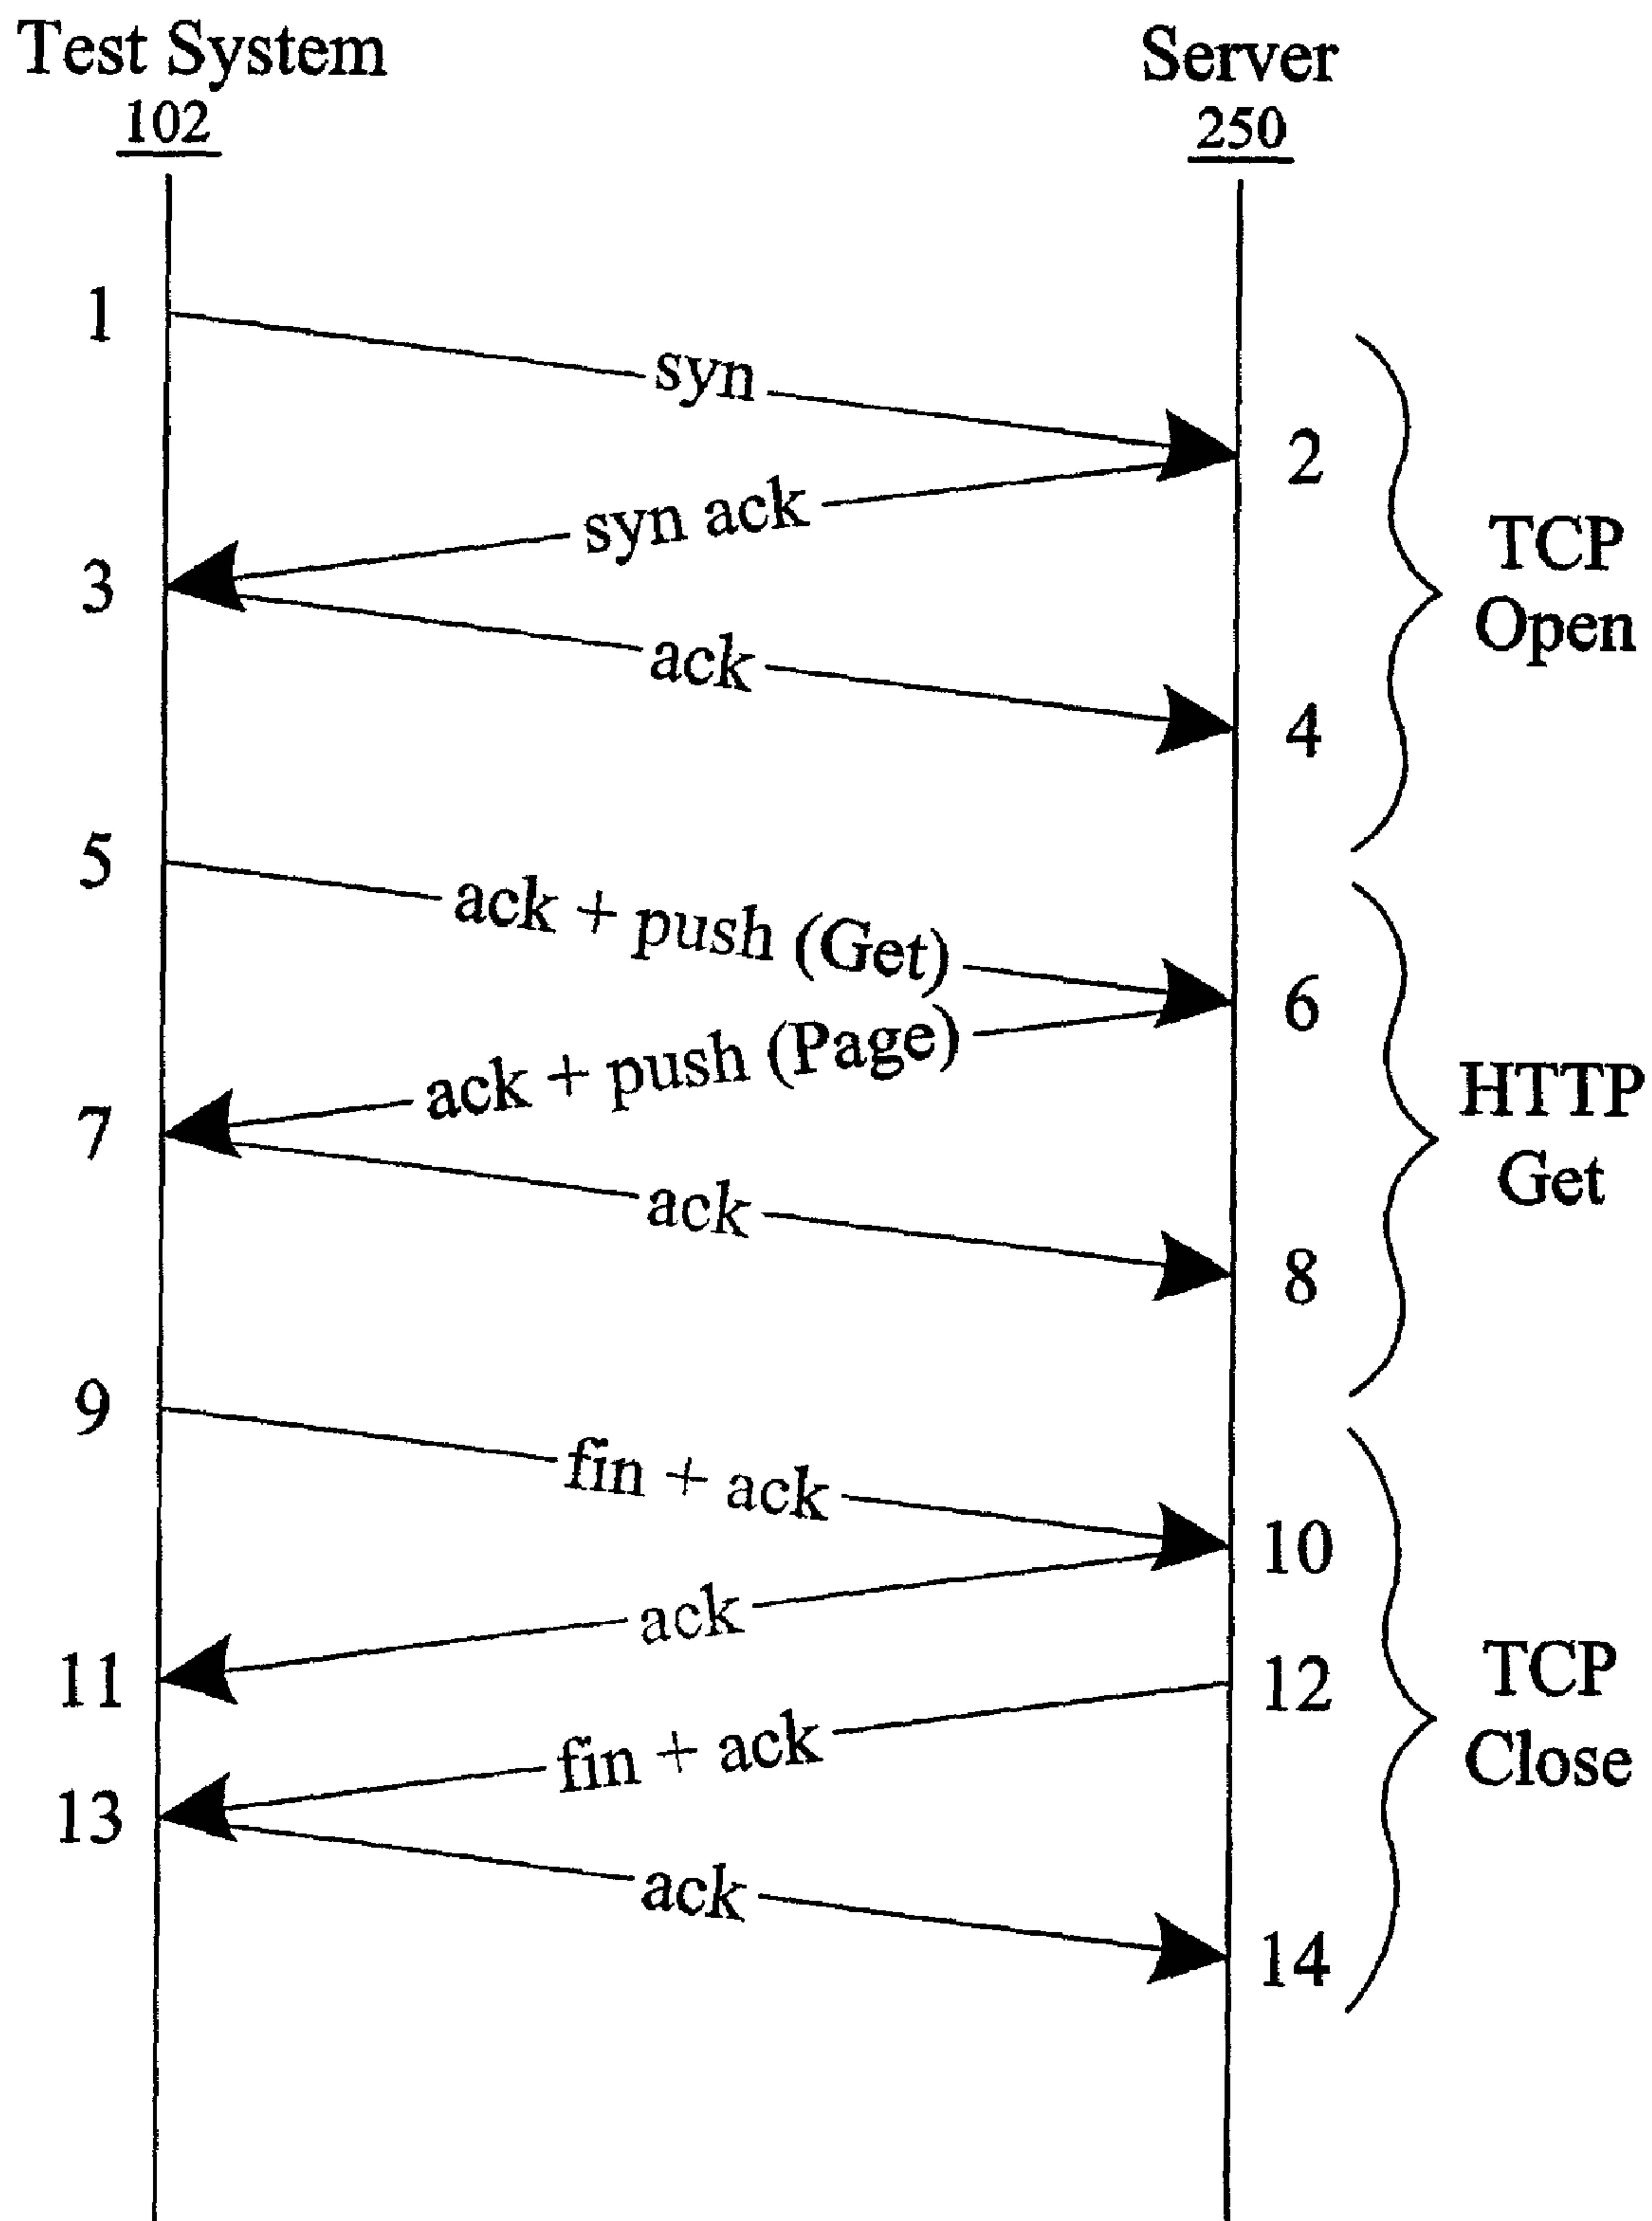 Test System
102
Server
250
1
syn
2
syn ack
3
ack
4
TCP
Open
5
ack + push (Get)
6
ack + push (Page)
7
ack
8
HTTP
Get
9
fin + ack
10
ack
11
12
fin + ack
13
ack
14
TCP
Close